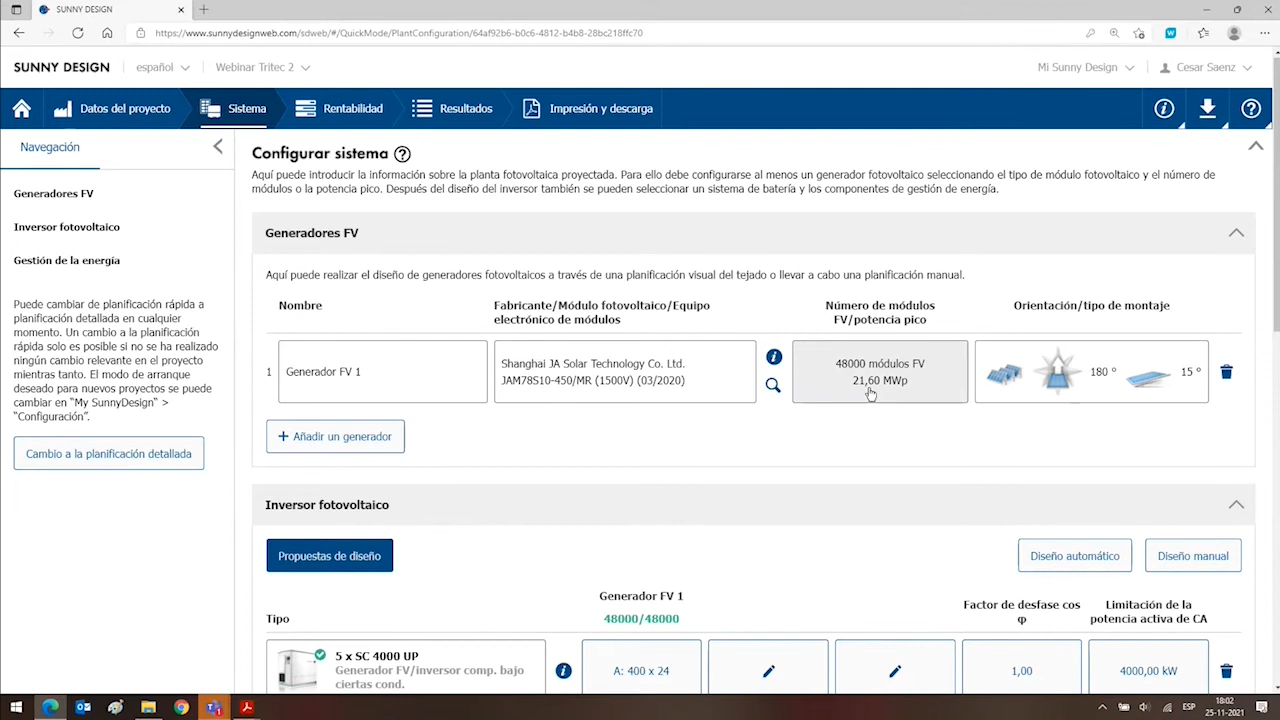 SUNNY DESIGN
https://www.sunnydesignweb.com/sdweb/#/QuickMode/PlantConfiguration/64af92b6-b0c6-4812-b4b8-28bc218ffc70
SUNNY DESIGN
español
Webinar Tritec 2
Mi Sunny Design
Cesar Saenz
Datos del proyecto
Sistema
Rentabilidad
Resultados
Impresión y descarga
Navegación
Generadores FV
Inversor fotovoltaico
Gestión de la energía
Puede cambiar de planificación rápida a
planificación detallada en cualquier
momento. Un cambio a la planificación
rápida solo es posible si no se ha realizado
ningún cambio relevante en el proyecto
mientras tanto. El modo de arranque
deseado para nuevos proyectos se puede
cambiar en "My SunnyDesign" >
"Configuración".
Cambio a la planificación detallada
Configurar sistema
Aquí puede introducir la información sobre la planta fotovoltaica proyectada. Para ello debe configurarse al menos un generador fotovoltaico seleccionando el tipo de módulo fotovoltaico y el número de
módulos o la potencia pico. Después del diseño del inversor también se pueden seleccionar un sistema de batería y los componentes de gestión de energía.
Generadores FV
Aquí puede realizar el diseño de generadores fotovoltaicos a través de una planificación visual del tejado o llevar a cabo una planificación manual.
Nombre
Fabricante/Módulo fotovoltaico/Equipo
electrónico de módulos
Número de módulos
FV/potencia pico
Orientación/tipo de montaje
1
Generador FV 1
Shanghai JA Solar Technology Co. Ltd.
JAM78S10-450/MR (1500V) (03/2020)
48000 módulos FV
21,60 MWp
180 °
15 °
+ Añadir un generador
Inversor fotovoltaico
Propuestas de diseño
Diseño automático
Diseño manual
Tipo
Generador FV 1
48000/48000
Factor de desfase cos
φ
Limitación de la
potencia activa de CA
5 x SC 4000 UP
Generador FV/inversor comp. bajo
ciertas cond.
A: 400 x 24
1,00
4000,00 kW
ESP
18:02
25-11-2021